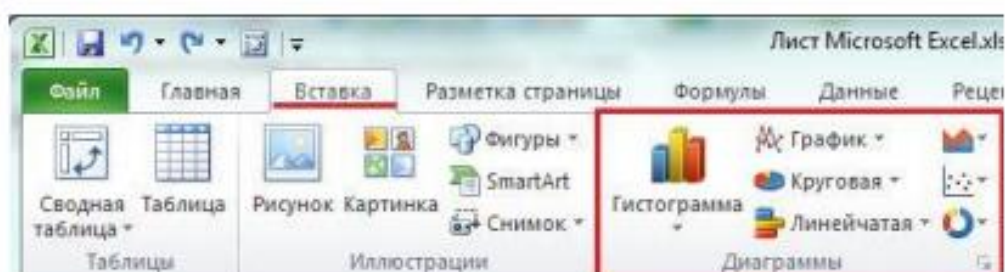 Лист Microsoft Excel.xls
Файл Главная Вставка Разметка страницы Формулы Данные Рецен
Сводная таблица
Таблица
Рисунок
Картинка
Фигуры
SmartArt
Снимок
Гистограмма
График
Круговая
Линейчатая
Таблицы Иллюстрации Диаграммы